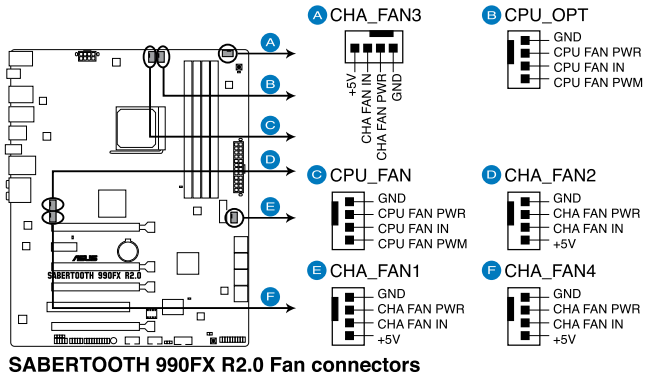 A CHA_FAN3
+5V
CHA FAN IN
CHA FAN PWR
GND
B CPU_OPT
GND
CPU FAN PWR
CPU FAN IN
CPU FAN PWM
A
B
C
D
E
F
C CPU_FAN
GND
CPU FAN PWR
CPU FAN IN
CPU FAN PWM
D CHA_FAN2
GND
CHA FAN PWR
CHA FAN IN
+5V
E CHA_FAN1
GND
CHA FAN PWR
CHA FAN IN
+5V
F CHA_FAN4
GND
CHA FAN PWR
CHA FAN IN
+5V
ASUS
SABERTOOTH 990FX R2.0
SABERTOOTH 990FX R2.0 Fan connectors